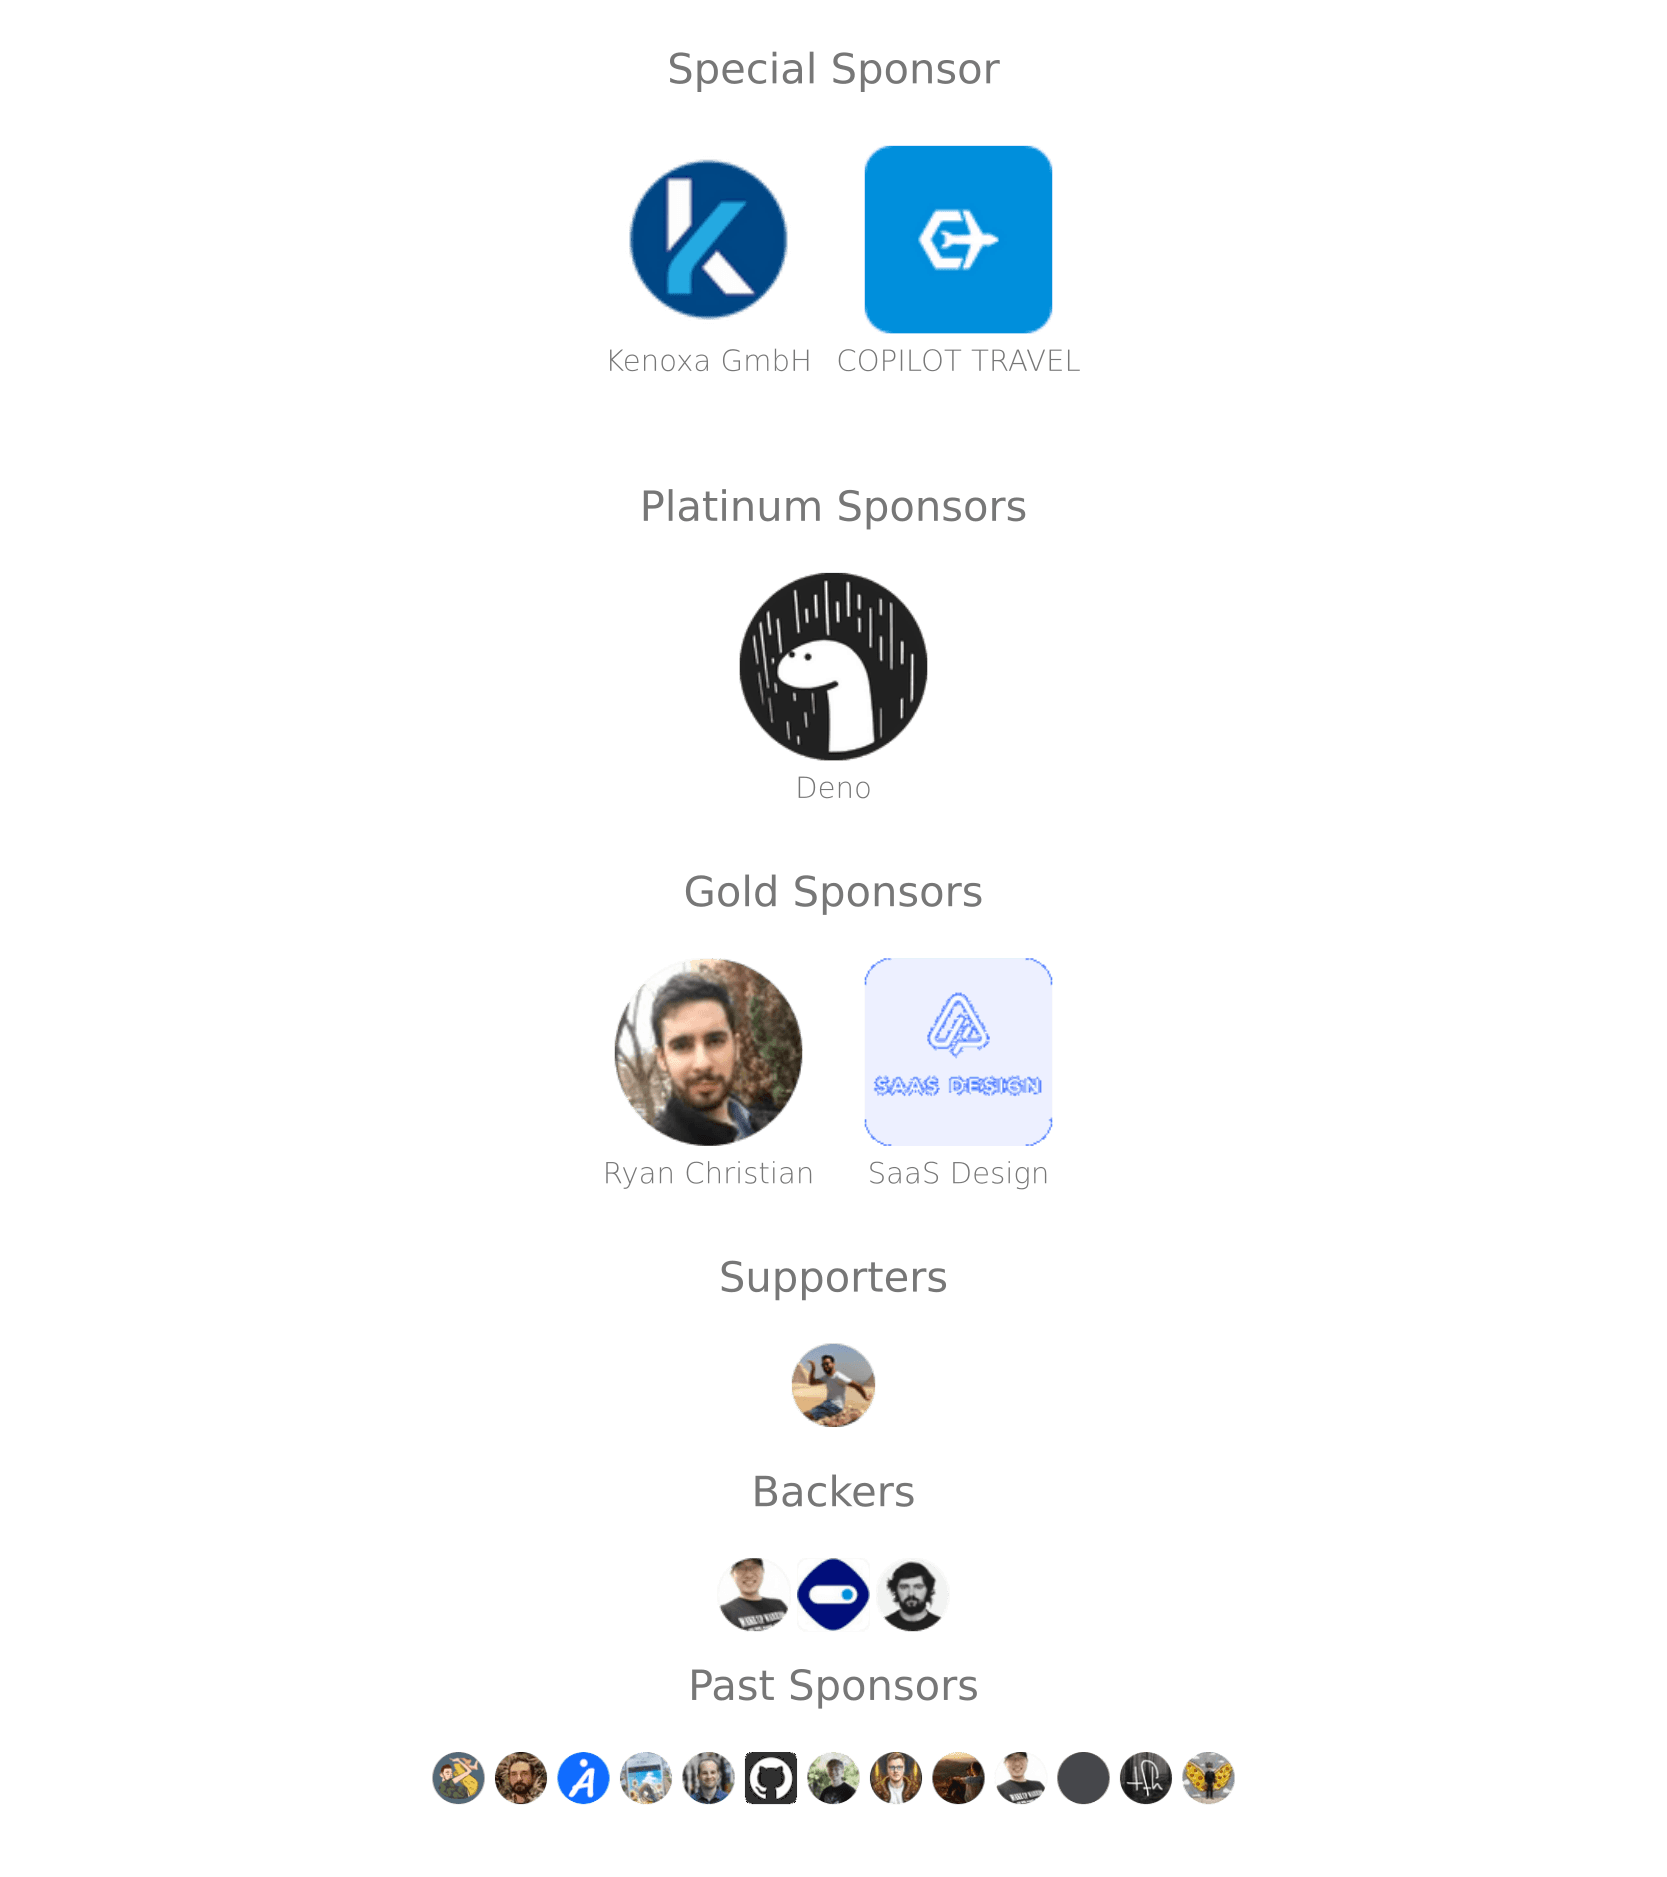 Special Sponsor
Kenoxa GmbH COPILOT TRAVEL
Platinum Sponsors
Deno
Gold Sponsors
SAAS DESIGN
Ryan Christian SaaS Design
Supporters
Backers
Past Sponsors
tfh